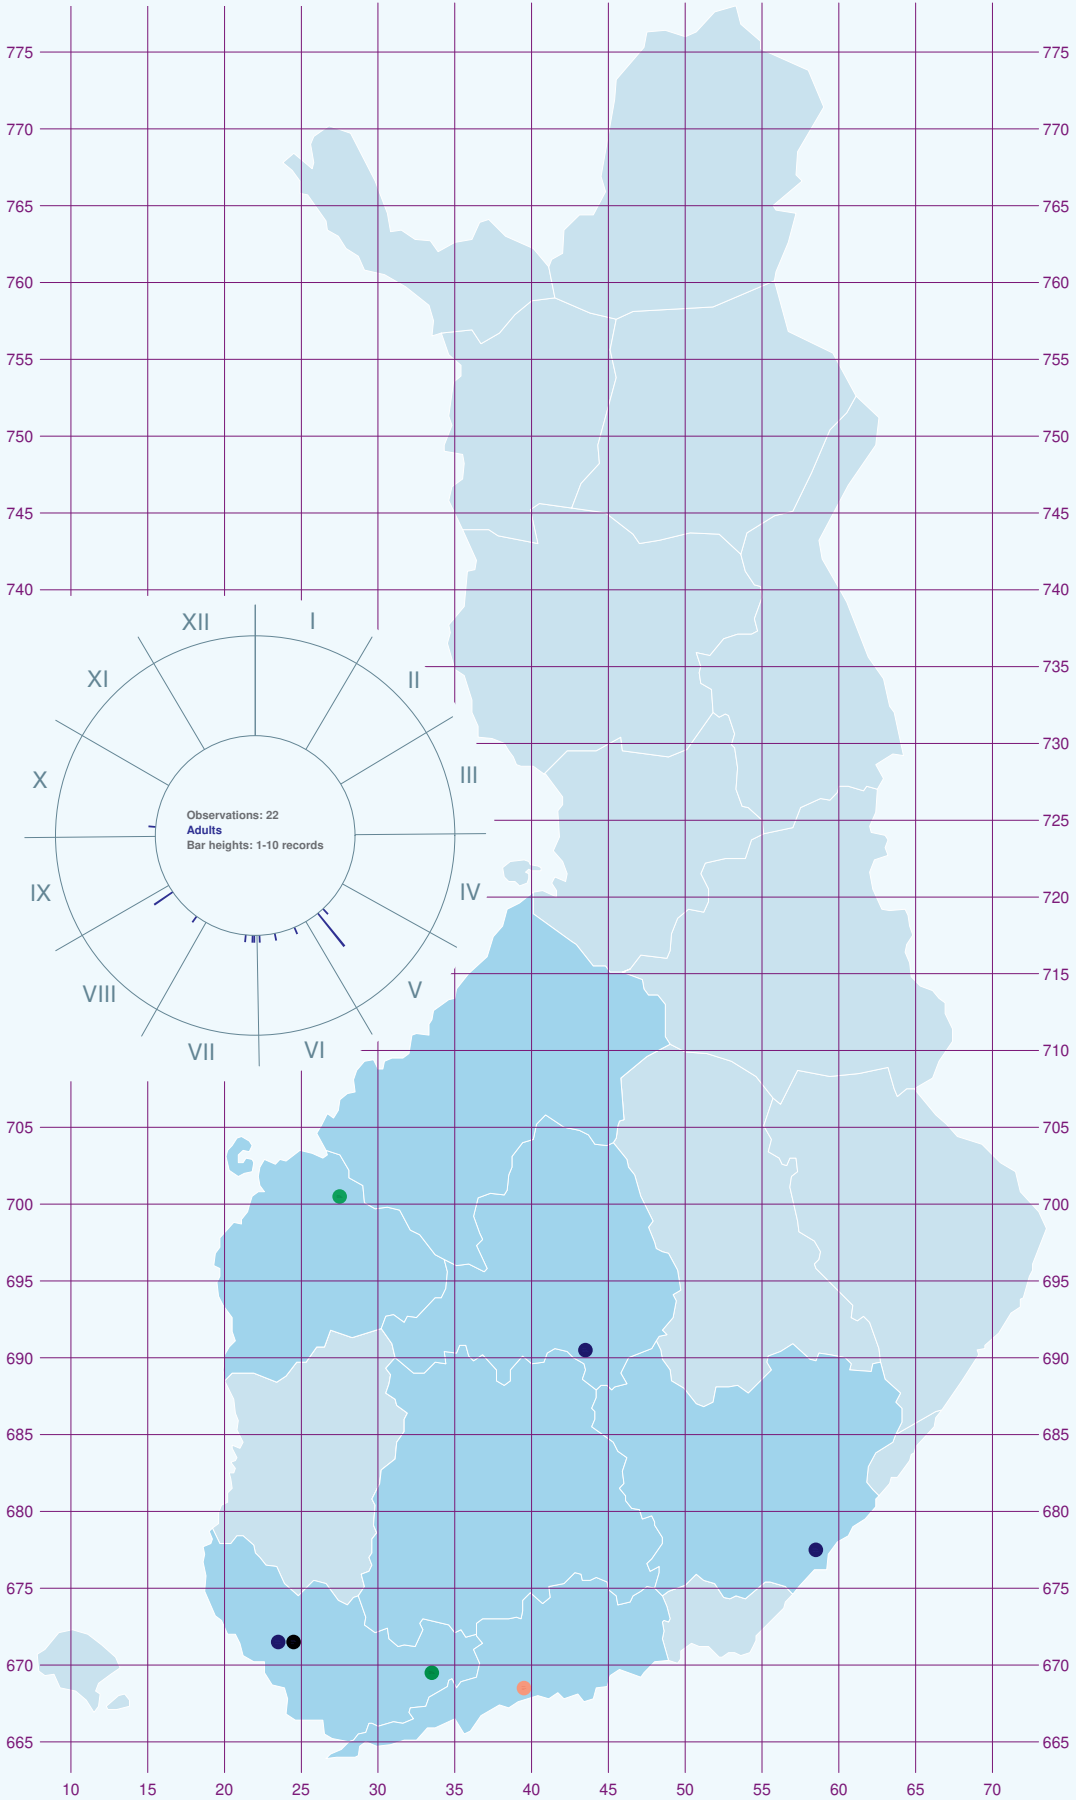 775 775
770 770
765 765
760 760
755 755
750 750
745 745
740 740
XII I
XI II
735
730
X III
Observations: 22
Adults
Bar heights: 1-10 records
725
IX IV
720
VIII V
715
VII VI
710
705 705
700 700
695 695
690 690
685 685
680 680
675 675
670 670
665 665
10 15 20 25 30 35 40 45 50 55 60 65 70